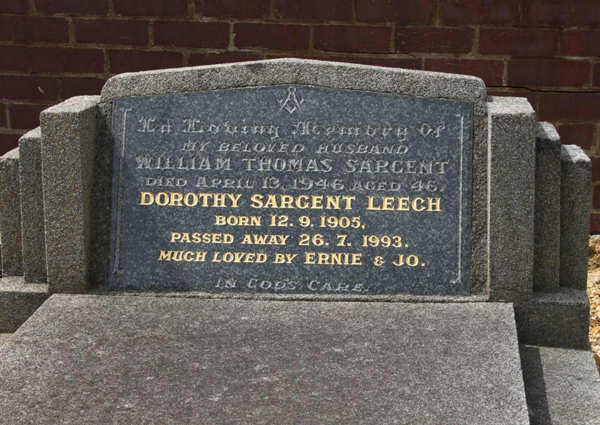 In Loving Memory Of
MY BELOVED HUSBAND
WILLIAM THOMAS SARGENT
DIED APRIL 13, 1946 AGED 46.
DOROTHY SARGENT LEECH
BORN 12.9.1905,
PASSED AWAY 26.7.1993.
MUCH LOVED BY ERNIE & JO.
IN GOD'S CARE.